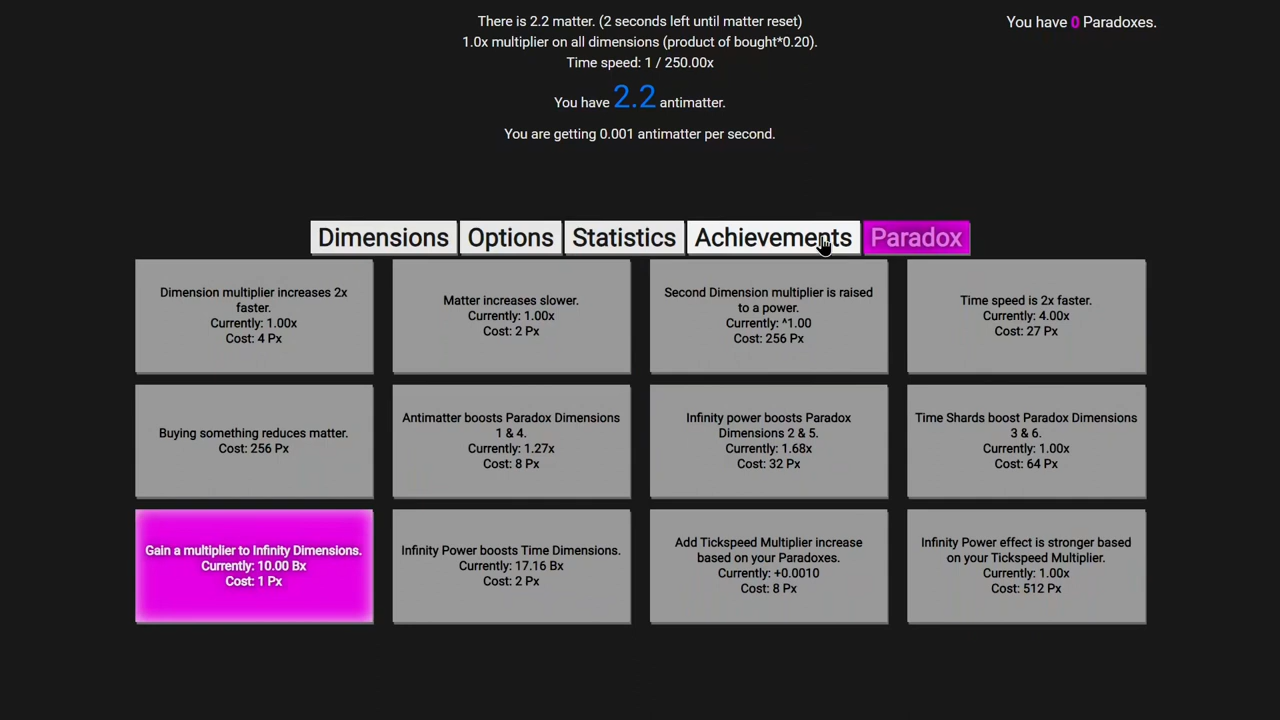 There is 2.2 matter. (2 seconds left until matter reset)
You have 0 Paradoxes.
1.0x multiplier on all dimensions (product of bought*0.20).
Time speed: 1 / 250.00x
You have 2.2 antimatter.
You are getting 0.001 antimatter per second.
Dimensions Options Statistics Achievements Paradox
Dimension multiplier increases 2x
faster.
Currently: 1.00x
Cost: 4 Px
Matter increases slower.
Currently: 1.00x
Cost: 2 Px
Second Dimension multiplier is raised
to a power.
Currently: ^1.00
Cost: 256 Px
Time speed is 2x faster.
Currently: 4.00x
Cost: 27 Px
Buying something reduces matter.
Cost: 256 Px
Antimatter boosts Paradox Dimensions
1 & 4.
Currently: 1.27x
Cost: 8 Px
Infinity power boosts Paradox
Dimensions 2 & 5.
Currently: 1.68x
Cost: 32 Px
Time Shards boost Paradox Dimensions
3 & 6.
Currently: 1.00x
Cost: 64 Px
Gain a multiplier to Infinity Dimensions.
Currently: 10.00 Bx
Cost: 1 Px
Infinity Power boosts Time Dimensions.
Currently: 17.16 Bx
Cost: 2 Px
Add Tickspeed Multiplier increase
based on your Paradoxes.
Currently: +0.0010
Cost: 8 Px
Infinity Power effect is stronger based
on your Tickspeed Multiplier.
Currently: 1.00x
Cost: 512 Px